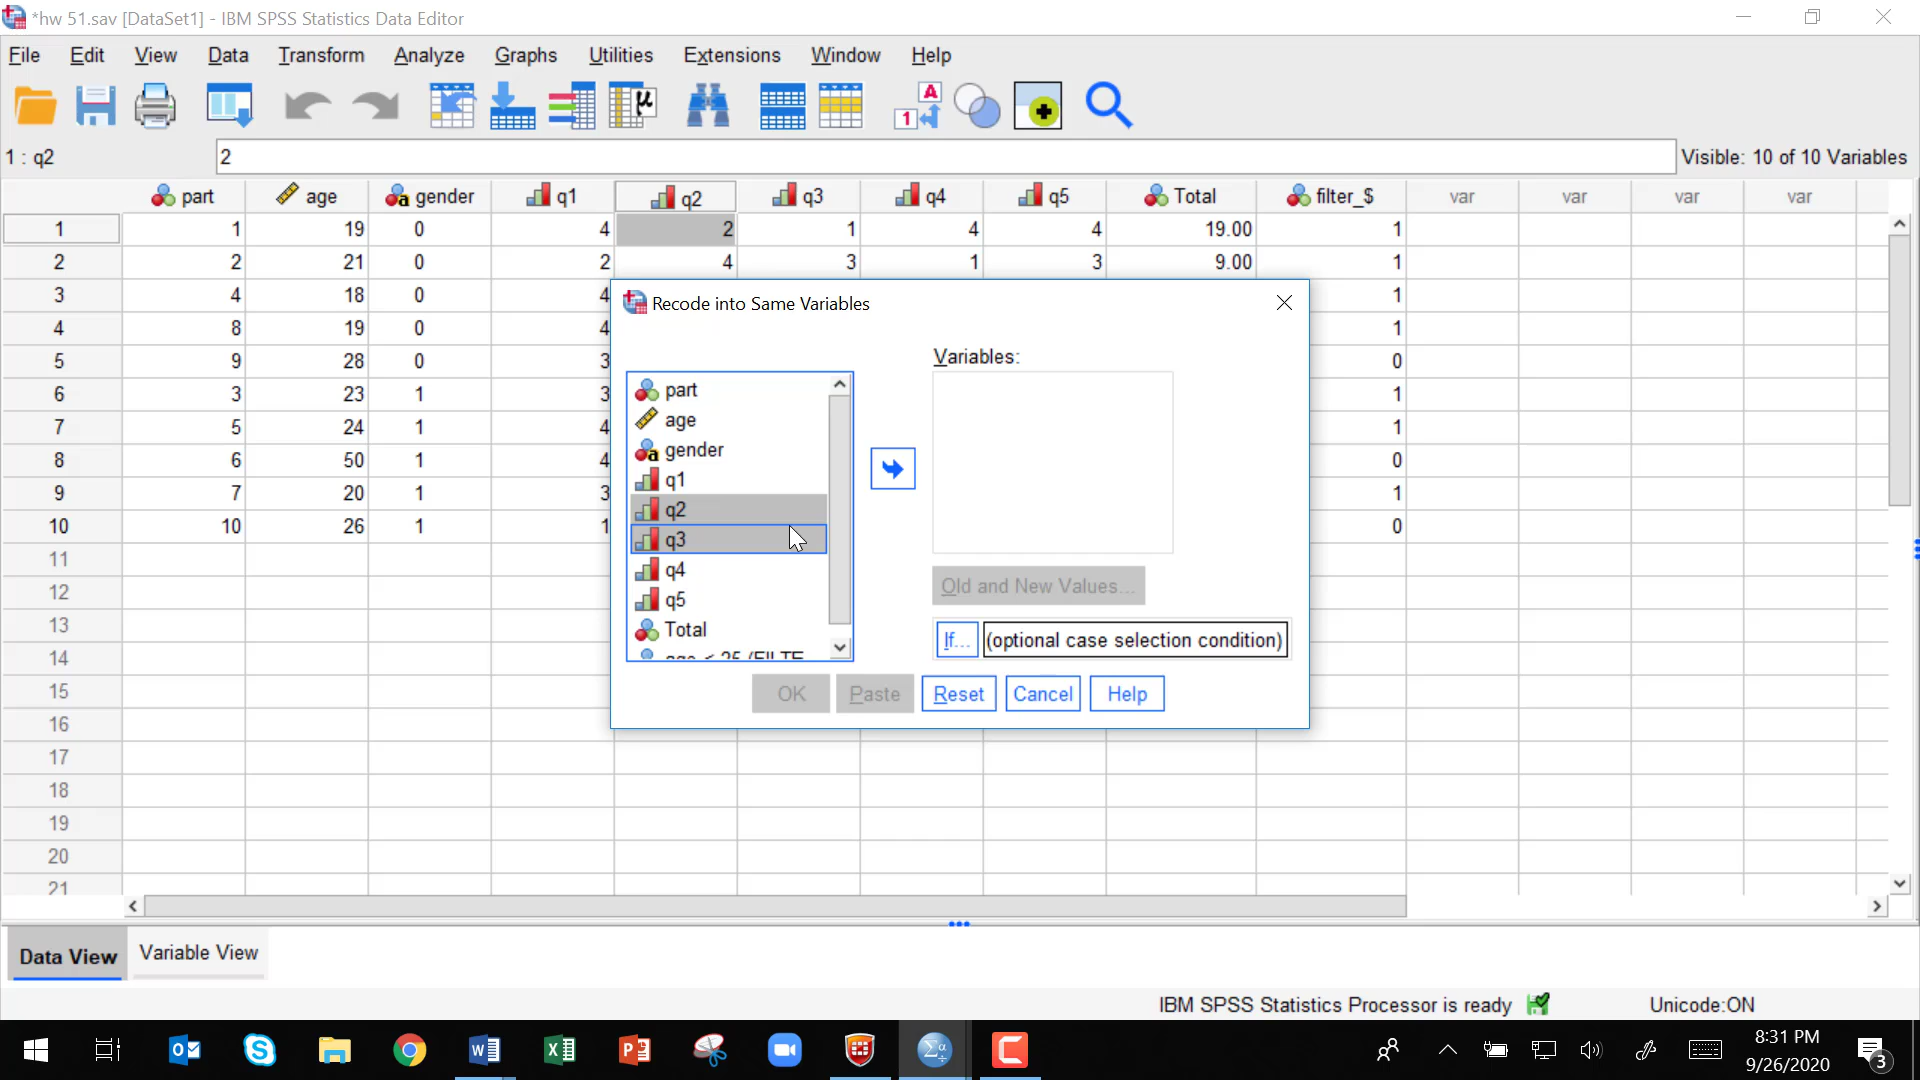 *hw 51.sav [DataSet1] - IBM SPSS Statistics Data Editor
File Edit View Data Transform Analyze Graphs Utilities Extensions Window Help
1 : q2 2 Visible: 10 of 10 Variables
part age gender q1 q2 q3 q4 q5 Total filter_$ var var var var
1 1 19 0 4 2 1 4 4 19.00 1
2 2 21 0 2 4 3 1 3 9.00 1
3 4 18 0 4 1
4 8 19 0 4 1
5 9 28 0 3 0
6 3 23 1 3 1
7 5 24 1 4 1
8 6 50 1 4 0
9 7 20 1 3 1
10 10 26 1 1 0
11
12
13
14
15
16
17
18
19
20
21
Recode into Same Variables
Variables:
part
age
gender
q1
q2
q3
q4
q5
Total
age < 25 (FILTE
Old and New Values...
If... (optional case selection condition)
OK Paste Reset Cancel Help
Data View Variable View
IBM SPSS Statistics Processor is ready Unicode:ON
8:31 PM
9/26/2020
3